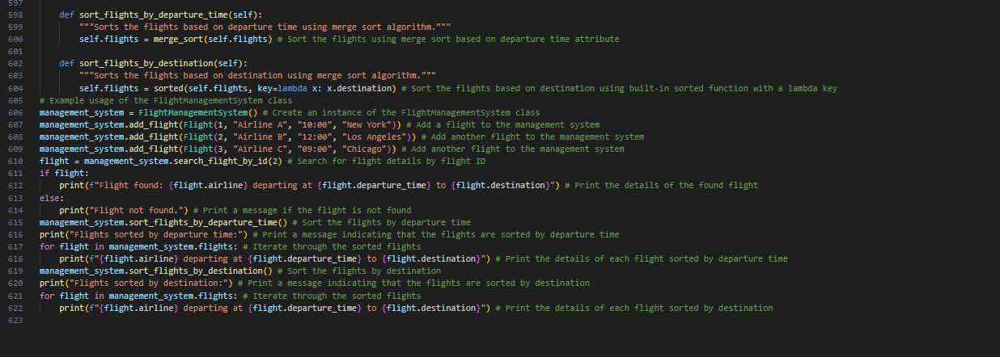 597
598 def sort_flights_by_departure_time(self):
599 """Sorts the flights based on departure time using merge sort algorithm."""
600 self.flights = merge_sort(self.flights) # Sort the flights using merge sort based on departure time attribute
601
602 def sort_flights_by_destination(self):
603 """Sorts the flights based on destination using merge sort algorithm."""
604 self.flights = sorted(self.flights, key=lambda x: x.destination) # Sort the flights based on destination using built-in sorted function with a lambda key
605 # Example usage of the FlightManagementSystem class
606 management_system = FlightManagementSystem() # Create an instance of the FlightManagementSystem class
607 management_system.add_flight(Flight(1, "Airline A", "10:00", "New York")) # Add a flight to the management system
608 management_system.add_flight(Flight(2, "Airline B", "12:00", "Los Angeles")) # Add another flight to the management system
609 management_system.add_flight(Flight(3, "Airline C", "09:00", "Chicago")) # Add another flight to the management system
610 flight = management_system.search_flight_by_id(2) # Search for flight details by flight ID
611 if flight:
612 print(f"Flight found: {flight.airline} departing at {flight.departure_time} to {flight.destination}") # Print the details of the found flight
613 else:
614 print("Flight not found.") # Print a message if the flight is not found
615 management_system.sort_flights_by_departure_time() # Sort the flights by departure time
616 print("Flights sorted by departure time:") # Print a message indicating that the flights are sorted by departure time
617 for flight in management_system.flights: # Iterate through the sorted flights
618 print(f"{flight.airline} departing at {flight.departure_time} to {flight.destination}") # Print the details of each flight sorted by departure time
619 management_system.sort_flights_by_destination() # Sort the flights by destination
620 print("Flights sorted by destination:") # Print a message indicating that the flights are sorted by destination
621 for flight in management_system.flights: # Iterate through the sorted flights
622 print(f"{flight.airline} departing at {flight.departure_time} to {flight.destination}") # Print the details of each flight sorted by destination
623